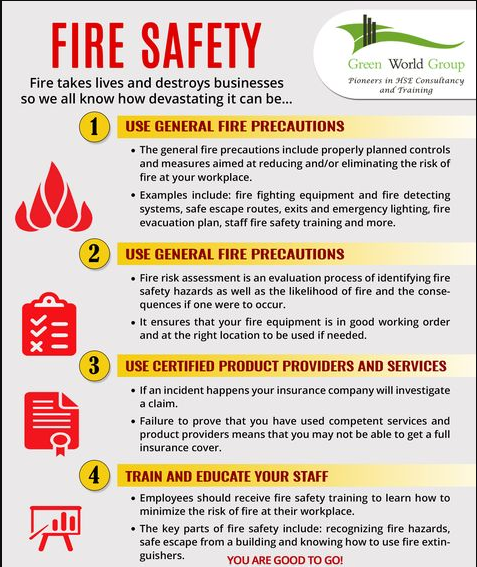 FIRE SAFETY
Fire takes lives and destroys businesses
so we all know how devastating it can be...
Green World Group
Pioneers in HSE Consultancy
and Training
1 USE GENERAL FIRE PRECAUTIONS
• The general fire precautions include properly planned controls
and measures aimed at reducing and/or eliminating the risk of
fire at your workplace.
• Examples include: fire fighting equipment and fire detecting
systems, safe escape routes, exits and emergency lighting, fire
evacuation plan, staff fire safety training and more.
2 USE GENERAL FIRE PRECAUTIONS
• Fire risk assessment is an evaluation process of identifying fire
safety hazards as well as the likelihood of fire and the conse-
quences if one were to occur.
• It ensures that your fire equipment is in good working order
and at the right location to be used if needed.
3 USE CERTIFIED PRODUCT PROVIDERS AND SERVICES
• If an incident happens your insurance company will investigate
a claim.
• Failure to prove that you have used competent services and
product providers means that you may not be able to get a full
insurance cover.
4 TRAIN AND EDUCATE YOUR STAFF
• Employees should receive fire safety training to learn how to
minimize the risk of fire at their workplace.
• The key parts of fire safety include: recognizing fire hazards,
safe escape from a building and knowing how to use fire extin-
guishers.
YOU ARE GOOD TO GO!